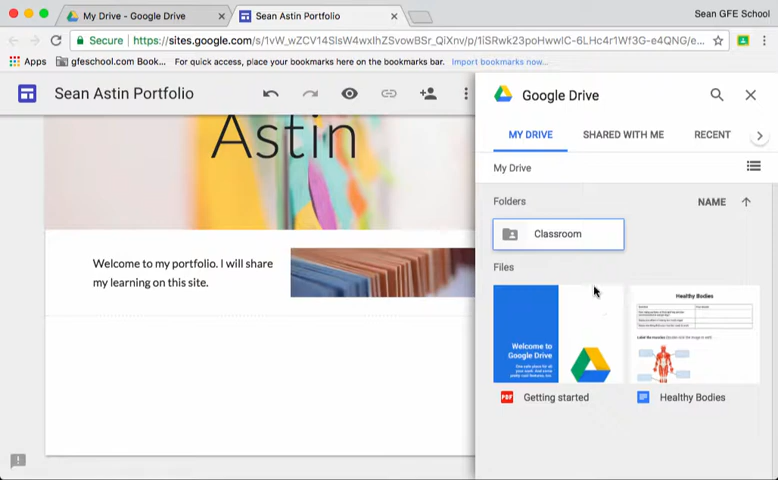 My Drive - Google Drive
Sean Astin Portfolio
Sean GFE School
Secure
https://sites.google.com/s/1vW_wZCV14SlsW4wxIhZSvowBSr_QiXnv/p/1iSRwk23poHwwIC-6LHc4r1Wf3G-e4QNG/e...
Apps
gfeschool.com Book...
For quick access, place your bookmarks here on the bookmarks bar.
Import bookmarks now...
Sean Astin Portfolio
Google Drive
Astin
MY DRIVE
SHARED WITH ME
RECENT
My Drive
Folders
NAME
Classroom
Welcome to my portfolio. I will share
my learning on this site.
Files
Welcome to
Google Drive
Healthy Bodies
PDF
Getting started
Healthy Bodies